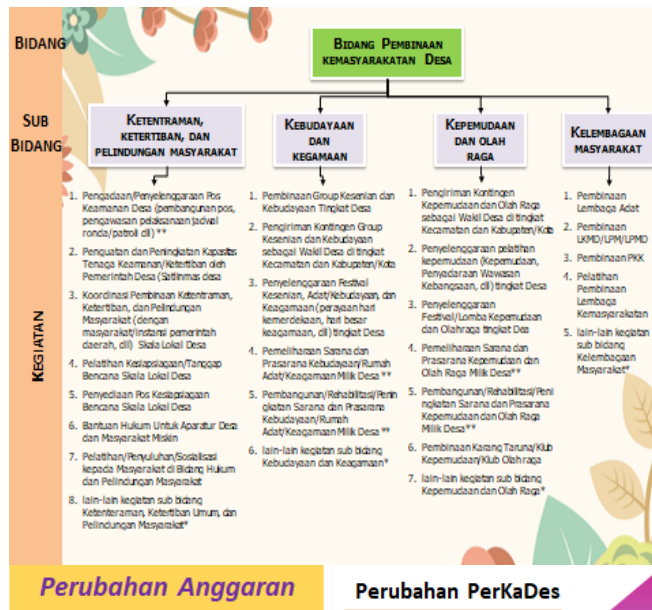 BIDANG
BIDANG PEMBINAAN
KEMASYARAKATAN DESA
SUB
BIDANG
KETENTRAMAN,
KETERTIBAN, DAN
PELINDUNGAN MASYARAKAT
KEBUDAYAAN
DAN
KEGAMAAN
KEPEMUDAAN
DAN OLAH
RAGA
KELEMBAGAAN
MASYARAKAT
KEGIATAN
1. Pengadaan/Penyelenggaraan Pos
Keamanan Desa (pembangunan pos,
pengawasan pelaksanaan jadwal
ronda/patroli dll) **
2. Penguatan dan Peningkatan Kapasitas
Tenaga Keamanan/Ketertiban oleh
Pemerintah Desa (Satlinmas desa
3. Koordinasi Pembinaan Ketentraman,
Ketertiban, dan Pelindungan
Masyarakat (dengan
masyarakat/instansi pemerintah
daerah, dll) Skala Lokal Desa
4. Pelatihan Kesiapsiagaan/Tanggap
Bencana Skala Lokal Desa
5. Penyediaan Pos Kesiapsiagaan
Bencana Skala Lokal Desa
6. Bantuan Hukum Untuk Aparatur Desa
dan Masyarakat Miskin
7. Pelatihan/Penyuluhan/Sosialisasi
kepada Masyarakat di Bidang Hukum
dan Pelindungan Masyarakat
8. lain-lain kegiatan sub bidang
Ketenteraman, Ketertiban Umum, dan
Pelindungan Masyarakat*
1. Pembinaan Group Kesenian dan
Kebudayaan Tingkat Desa
2. Pengiriman Kontingen Group
Kesenian dan Kebudayaan
sebagai Wakil Desa di tingkat
Kecamatan dan Kabupaten/Kota
3. Penyelenggaraan Festival
Kesenian, Adat/Kebudayaan, dan
Keagamaan (perayaan hari
kemerdekaan, hari besar
keagamaan, dll) tingkat Desa
4. Pemeliharaan Sarana dan
Prasarana Kebudayaan/Rumah
Adat/Keagamaan Milik Desa **
5. Pembangunan/Rehabilitasi/Penin
gkatan Sarana dan Prasarana
Kebudayaan/Rumah
Adat/Keagamaan Milik Desa **
6. lain-lain kegiatan sub bidang
Kebudayaan dan Keagamaan*
1. Pengiriman Kontingen
Kepemudaan dan Olah Raga
sebagai Wakil Desa di tingkat
Kecamatan dan Kabupaten/Kota
2. Penyelenggaraan pelatihan
kepemudaan (Kepemudaan,
Penyadaraan Wawasan
Kebangsaan, dll) tingkat Desa
3. Penyelenggaraan
Festival/Lomba Kepemudaan
dan Olahraga tingkat Dea
4. Pemeliharaan Sarana dan
Prasarana Kepemudaan dan
Olah Raga Milik Desa**
5. Pembangunan/Rehabilitasi/Peni
ngkatan Sarana dan Prasarana
Kepemudaan dan Olah Raga
Milik Desa**
6. Pembinaan Karang Taruna/Klub
Kepemudaan/Klub Olah raga
7. lain-lain kegiatan sub bidang
Kepemudaan dan Olah Raga*
1. Pembinaan
Lembaga Adat
2. Pembinaan
LKMD/LPM/LPMD
3. Pembinaan PKK
4. Pelatihan
Pembinaan
Lembaga
Kemasyarakatan
5. lain-lain kegiatan
sub bidang
Kelembagaan
Masyarakat*
Perubahan Anggaran
Perubahan PerKaDes